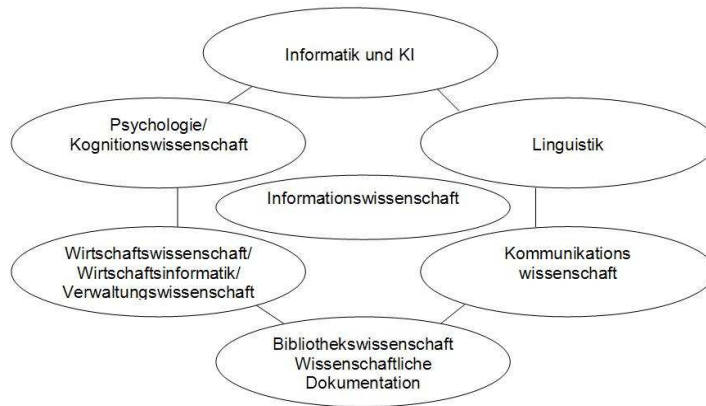 Informatik und KI
Psychologie/
Kognitionswissenschaft
Linguistik
Informationswissenschaft
Wirtschaftswissenschaft/
Wirtschaftsinformatik/
Verwaltungswissenschaft
Kommunikations
wissenschaft
Bibliothekswissenschaft
Wissenschaftliche
Dokumentation